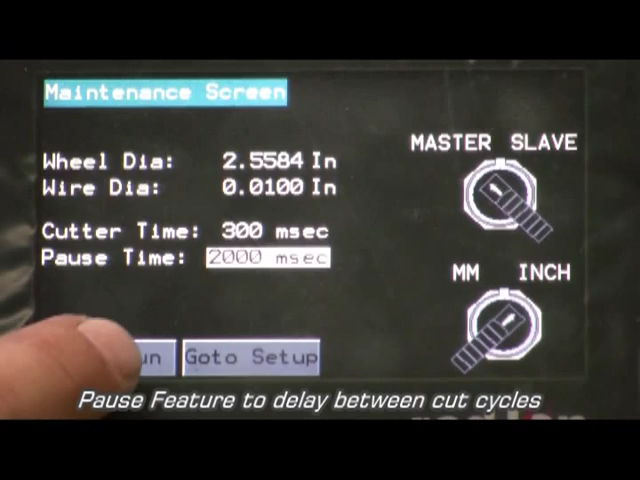 Maintenance Screen
Wheel Dia: 2.5584 In
Wire Dia: 0.0100 In
Cutter Time: 300 msec
Pause Time: 2000 msec
MASTER SLAVE
MM INCH
Goto Setup
Pause Feature to delay between cut cycles